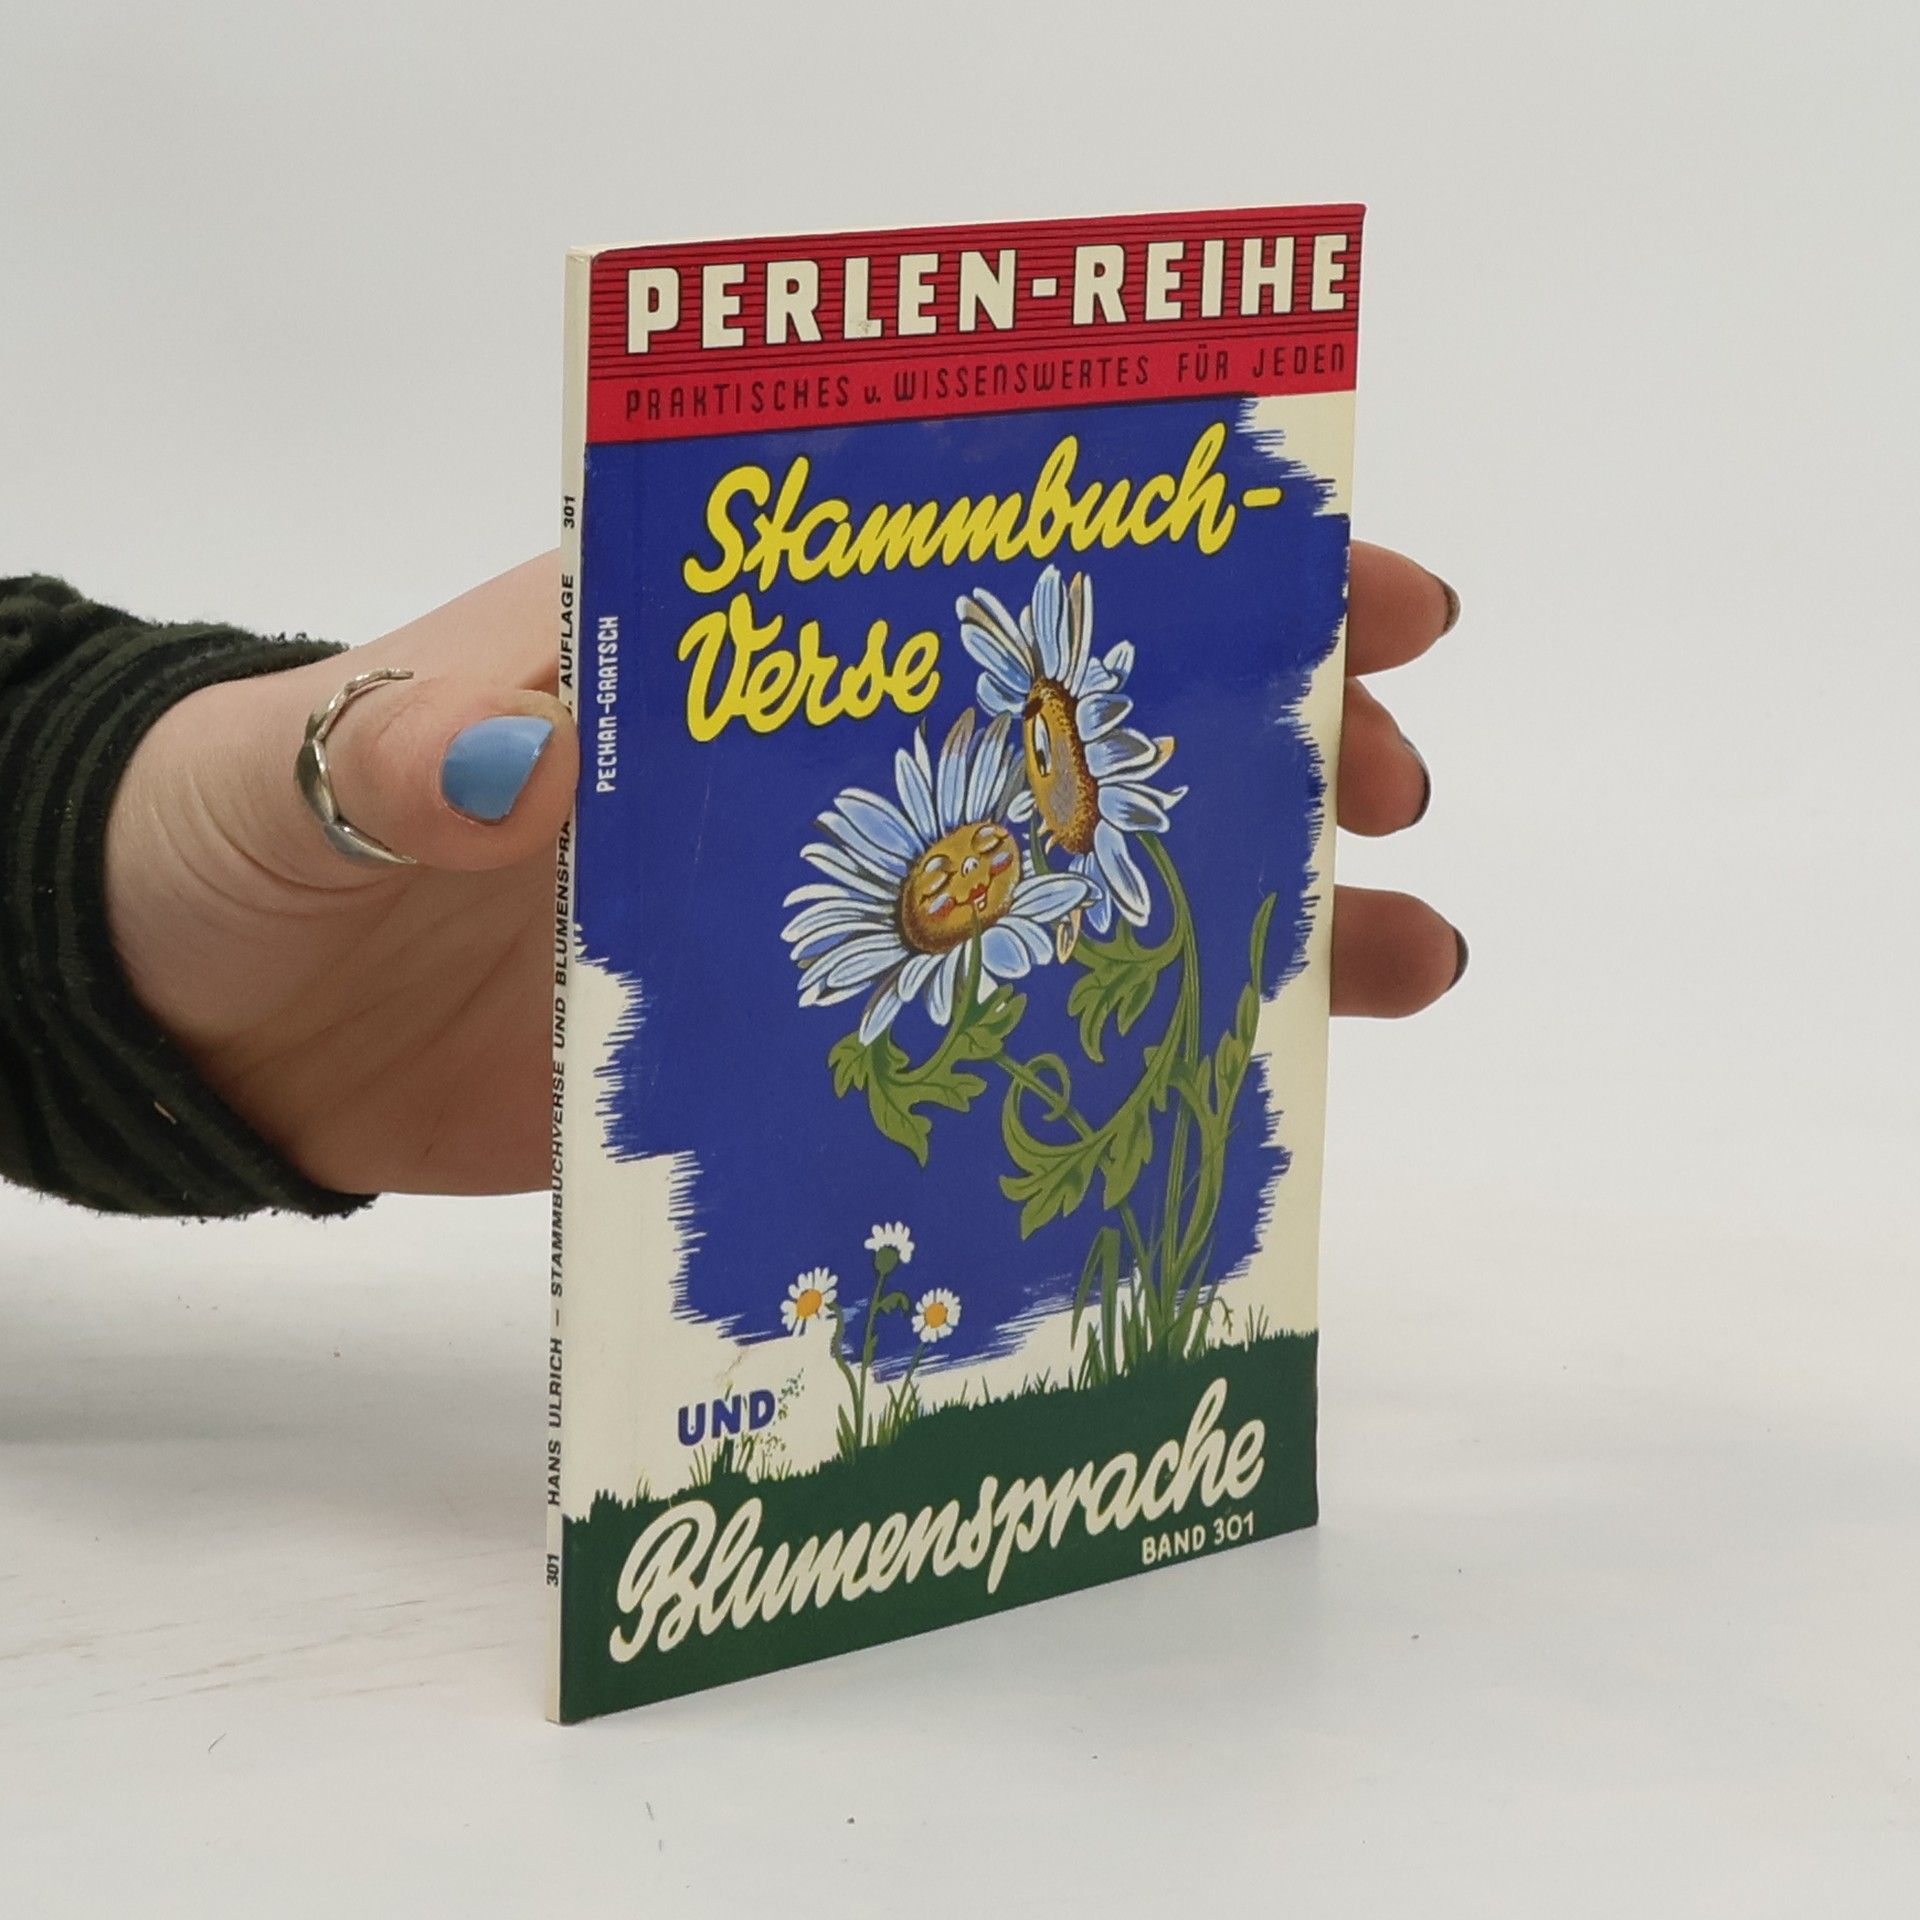 PERLEN-REIHE
PRAKTISCHES u. WISSENSWERTES FÜR JEDEN
Stammbuch-
Verse
PECHAN-GRATSCH
UND
Blumensprache
BAND 301
301 HANS ULRICH – STAMMBUCHVERSE UND BLUMENSPRA AUFLAGE 301